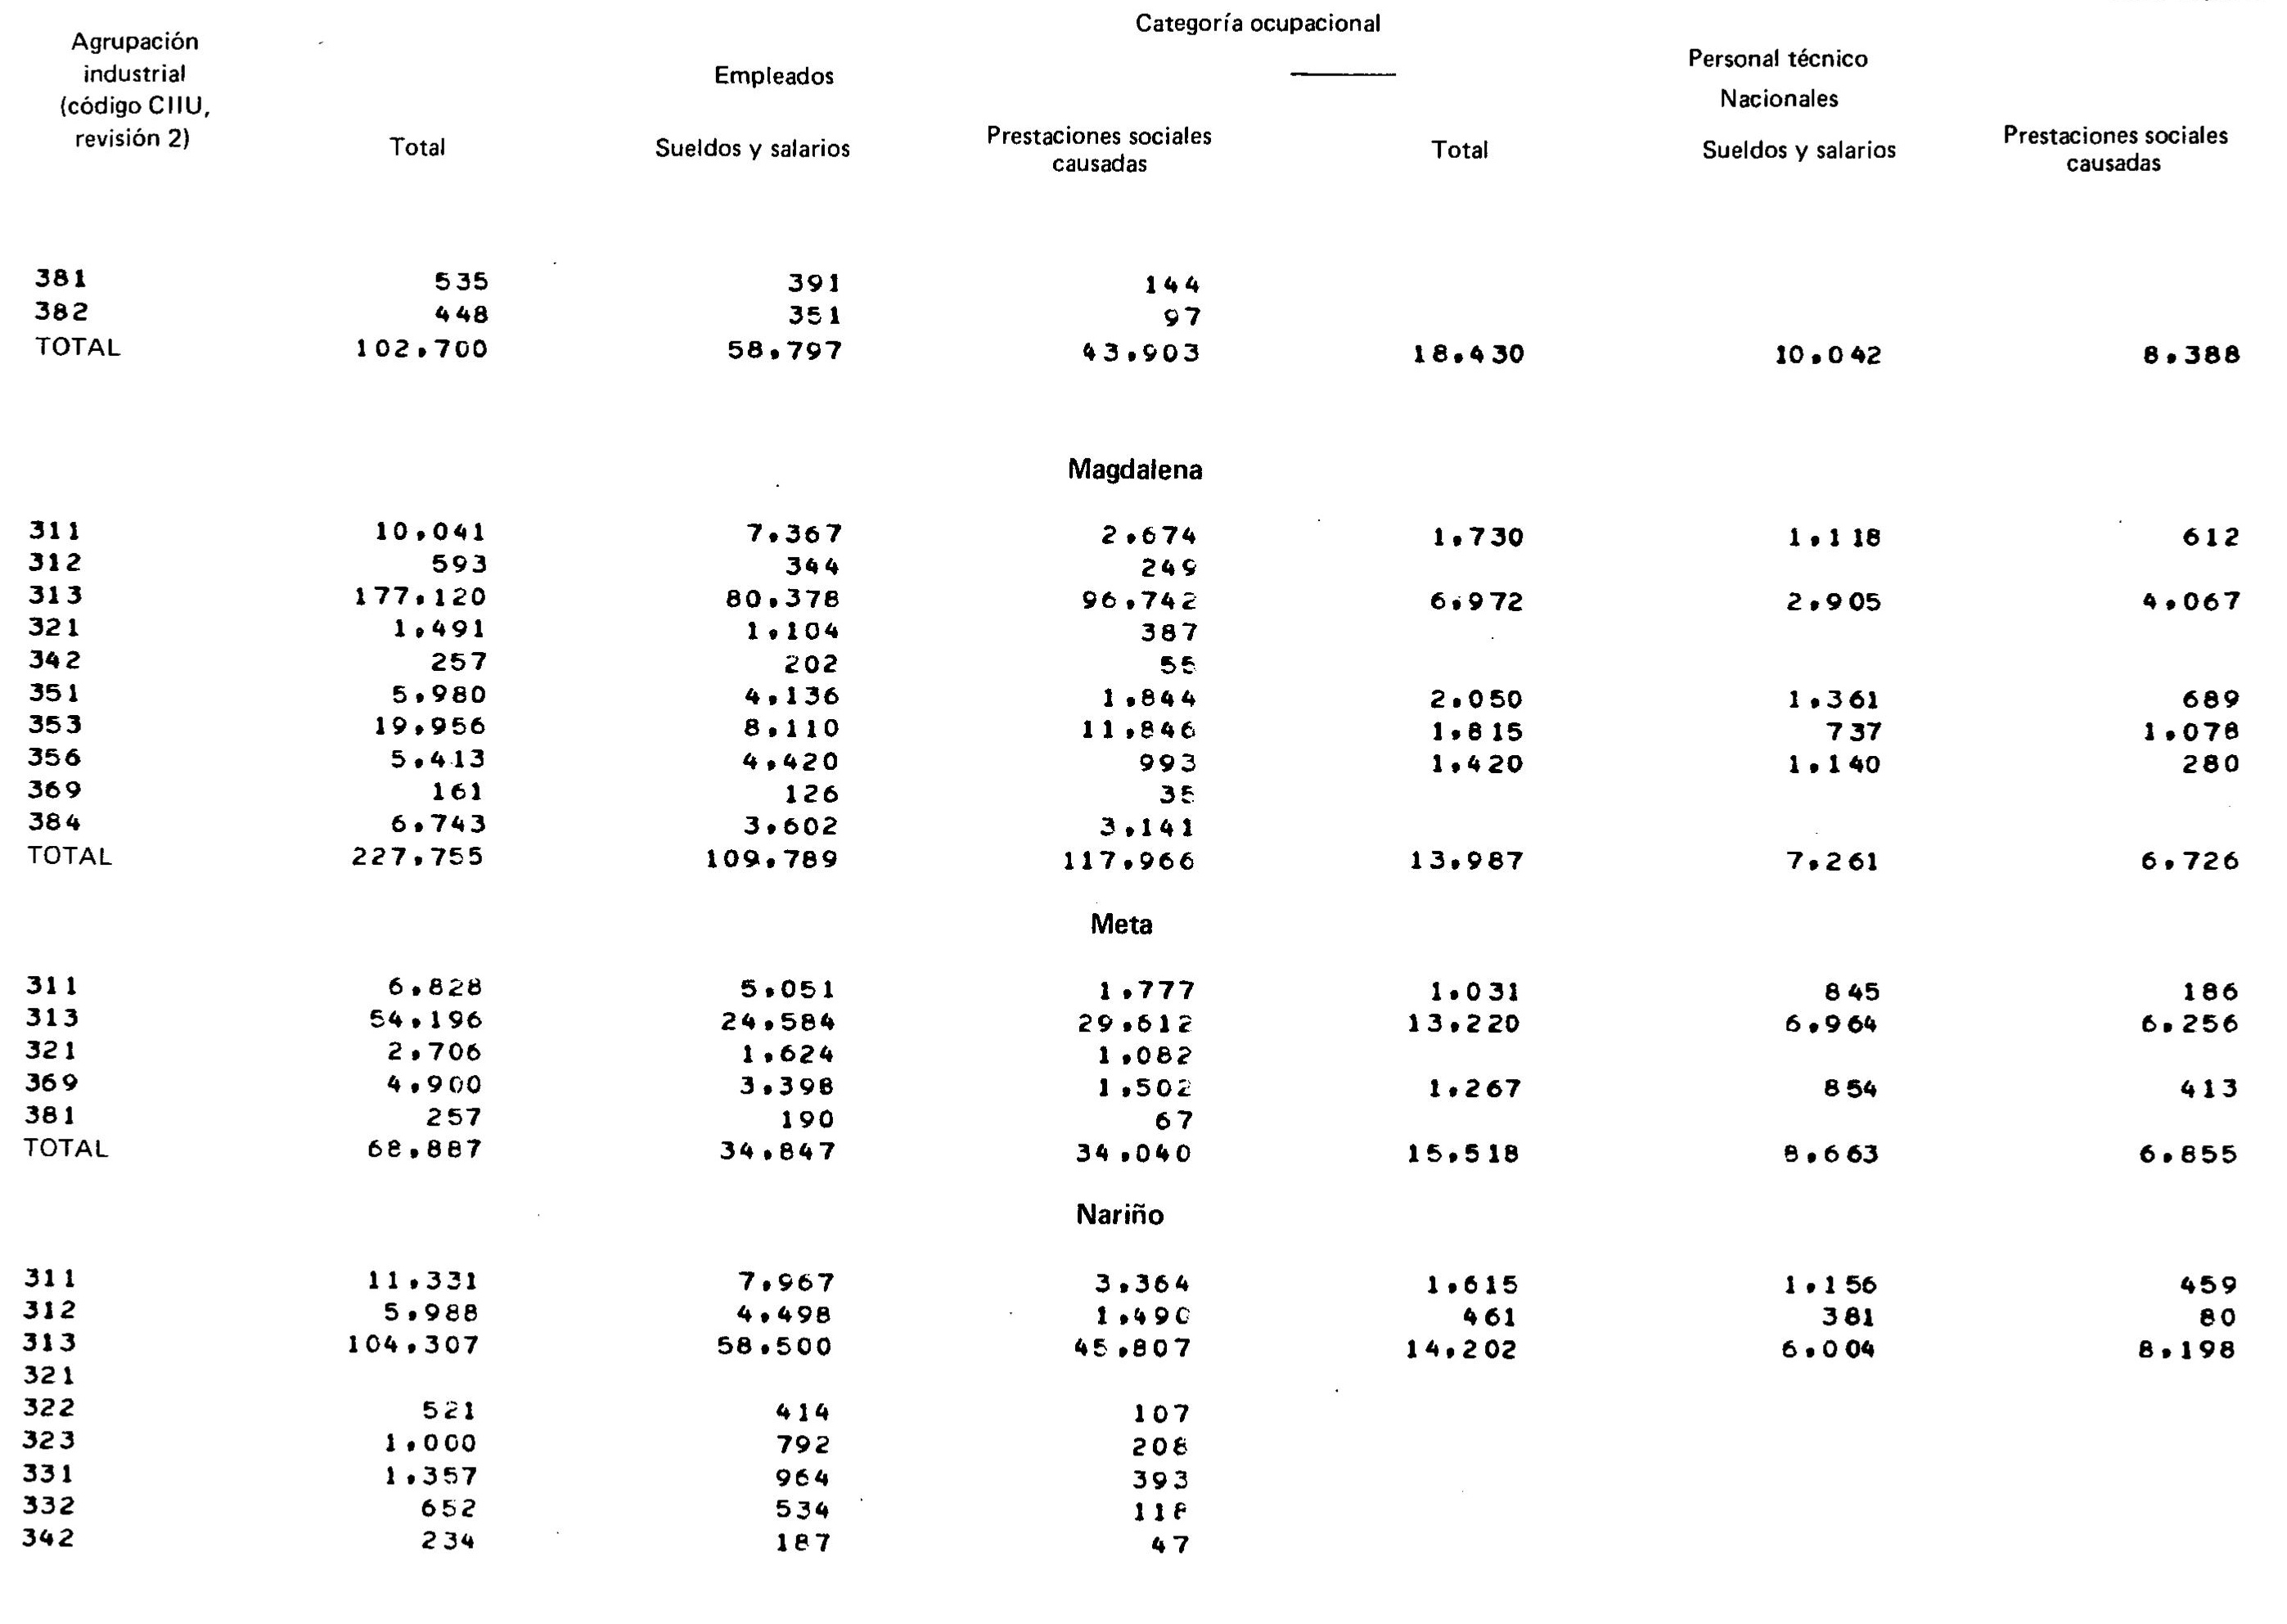 Categoría ocupacional
Agrupación industrial (código CIIU, revisión 2)
Empleados
Personal técnico
Nacionales
Total Sueldos y salarios Prestaciones sociales causadas Total Sueldos y salarios Prestaciones sociales causadas
381 535 391 144
382 448 351 97
TOTAL 102,700 58,797 43,903 18,430 10,042 8,388
Magdalena
311 10,041 7,367 2,674 1,730 1,118 612
312 593 344 249
313 177,120 80,378 96,742 6,972 2,905 4,067
321 1,491 1,104 387
342 257 202 55
351 5,980 4,136 1,844 2,050 1,361 689
353 19,956 8,110 11,846 1,815 737 1,078
356 5,413 4,420 993 1,420 1,140 280
369 161 126 35
384 6,743 3,602 3,141
TOTAL 227,755 109,789 117,966 13,987 7,261 6,726
Meta
311 6,828 5,051 1,777 1,031 845 186
313 54,196 24,584 29,612 13,220 6,964 6,256
321 2,706 1,624 1,082
369 4,900 3,398 1,502 1,267 854 413
381 257 190 67
TOTAL 68,887 34,847 34,040 15,518 8,663 6,855
Nariño
311 11,331 7,967 3,364 1,615 1,156 459
312 5,988 4,498 1,490 461 381 80
313 104,307 58,500 45,807 14,202 6,004 8,198
321
322 521 414 107
323 1,000 792 208
331 1,357 964 393
332 652 534 118
342 234 187 47